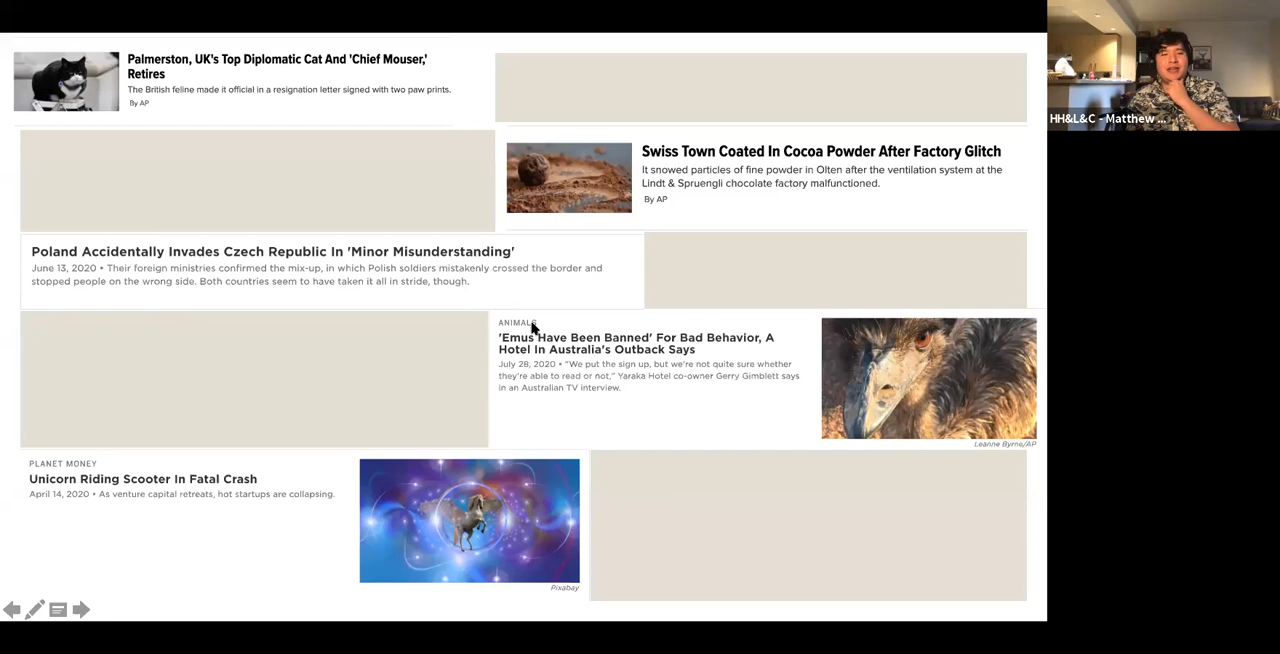 Palmerston, UK's Top Diplomatic Cat And 'Chief Mouser,'
Retires
The British feline made it official in a resignation letter signed with two paw prints.
By AP
Swiss Town Coated In Cocoa Powder After Factory Glitch
It snowed particles of fine powder in Olten after the ventilation system at the
Lindt & Spruengli chocolate factory malfunctioned.
By AP
Poland Accidentally Invades Czech Republic In 'Minor Misunderstanding'
June 13, 2020 • Their foreign ministries confirmed the mix-up, in which Polish soldiers mistakenly crossed the border and
stopped people on the wrong side. Both countries seem to have taken it all in stride, though.
ANIMALS
'Emus Have Been Banned' For Bad Behavior, A
Hotel In Australia's Outback Says
July 28, 2020 • "We put the sign up, but we're not quite sure whether
they're able to read or not," Yaraka Hotel co-owner Gerry Gimblett says
in an Australian TV interview.
Leanne Byrne/AP
PLANET MONEY
Unicorn Riding Scooter In Fatal Crash
April 14, 2020 • As venture capital retreats, hot startups are collapsing.
Pixabay
HH&L&C - Matthew ...